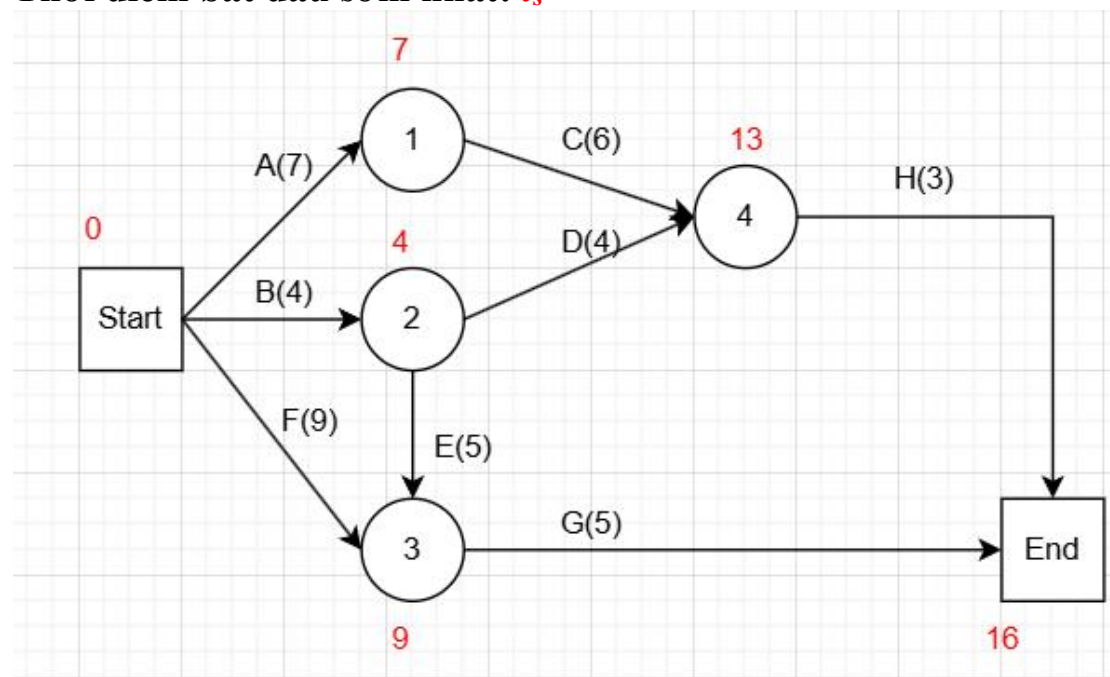 7
1
C(6)
13
A(7)
H(3)
4
0
4
D(4)
B(4)
Start
2
F(9)
E(5)
G(5)
3
End
9
16